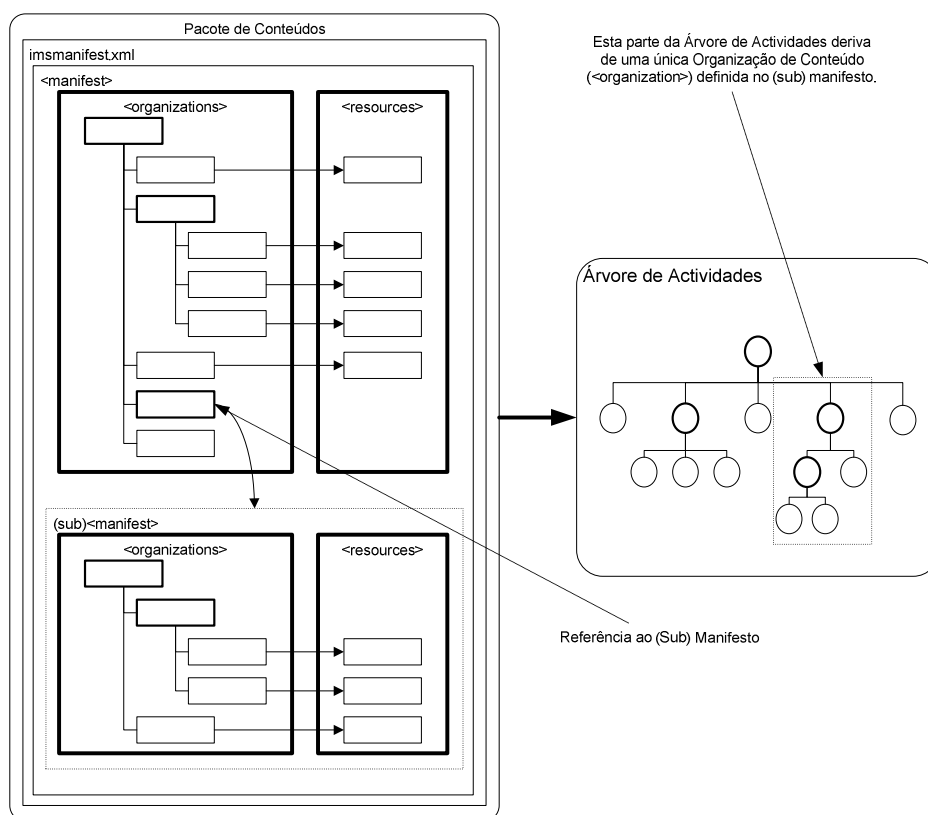 Pacote de Conteúdos
imsmanifest.xml
<manifest>
<organizations>
<resources>
(sub)<manifest>
<organizations>
<resources>
Esta parte da Árvore de Actividades deriva
de uma única Organização de Conteúdo
(<organization>) definida no (sub) manifesto.
Árvore de Actividades
Referência ao (Sub) Manifesto